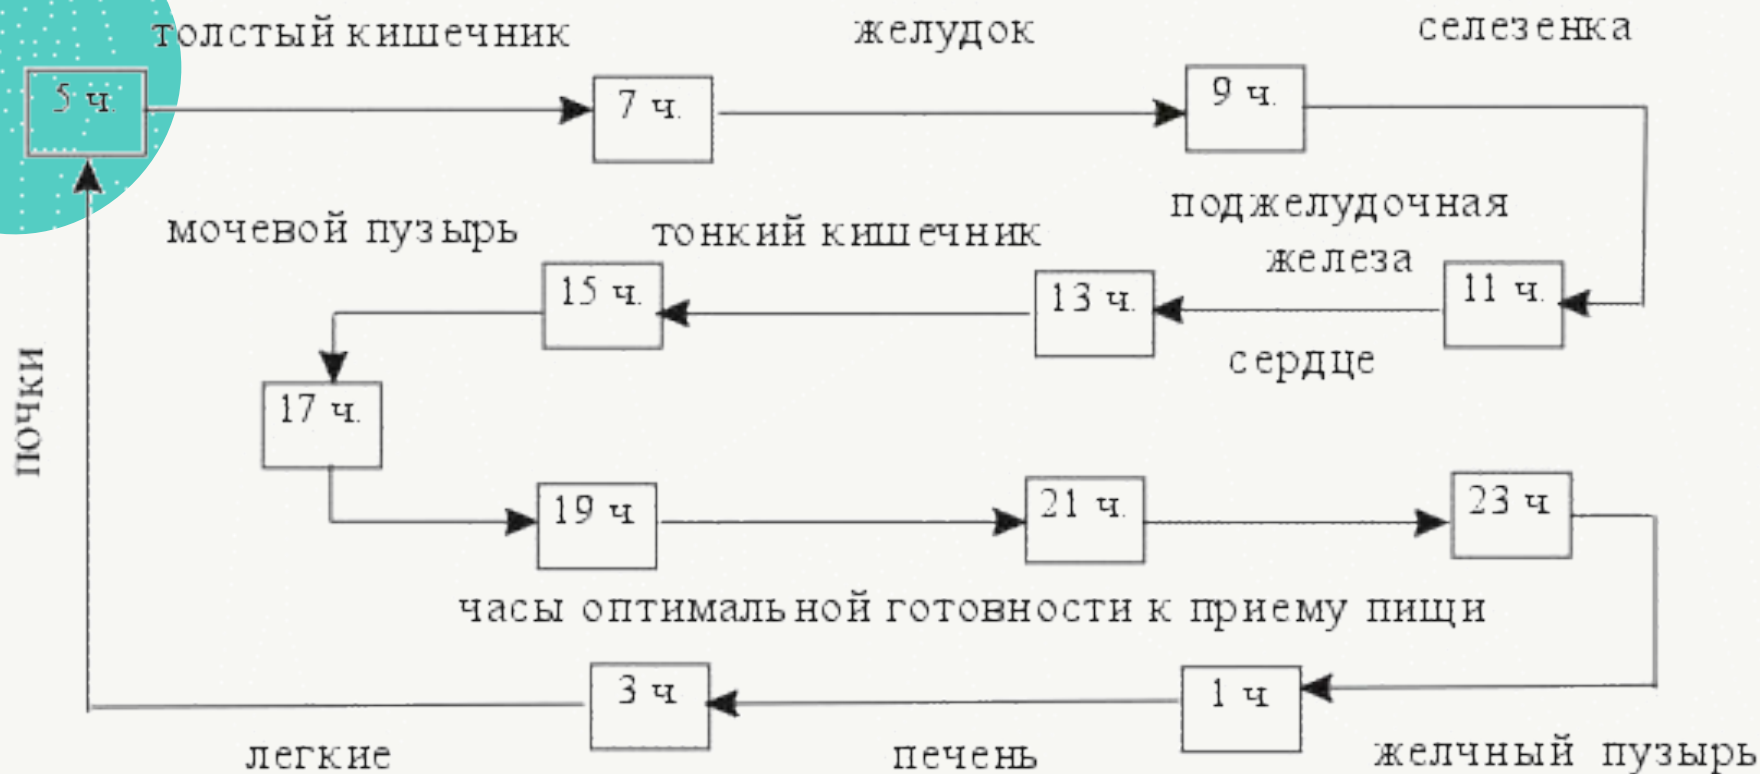 толстый кишечник
желудок
селезенка
5 ч.
7 ч.
9 ч.
поджелудочная
железа
мочевой пузырь
тонкий кишечник
15 ч.
13 ч.
11 ч.
сердце
почки
17 ч.
19 ч
21 ч.
23 ч
часы оптимальной готовности к приему пищи
3 ч
1 ч
легкие
печень
желчный пузырь